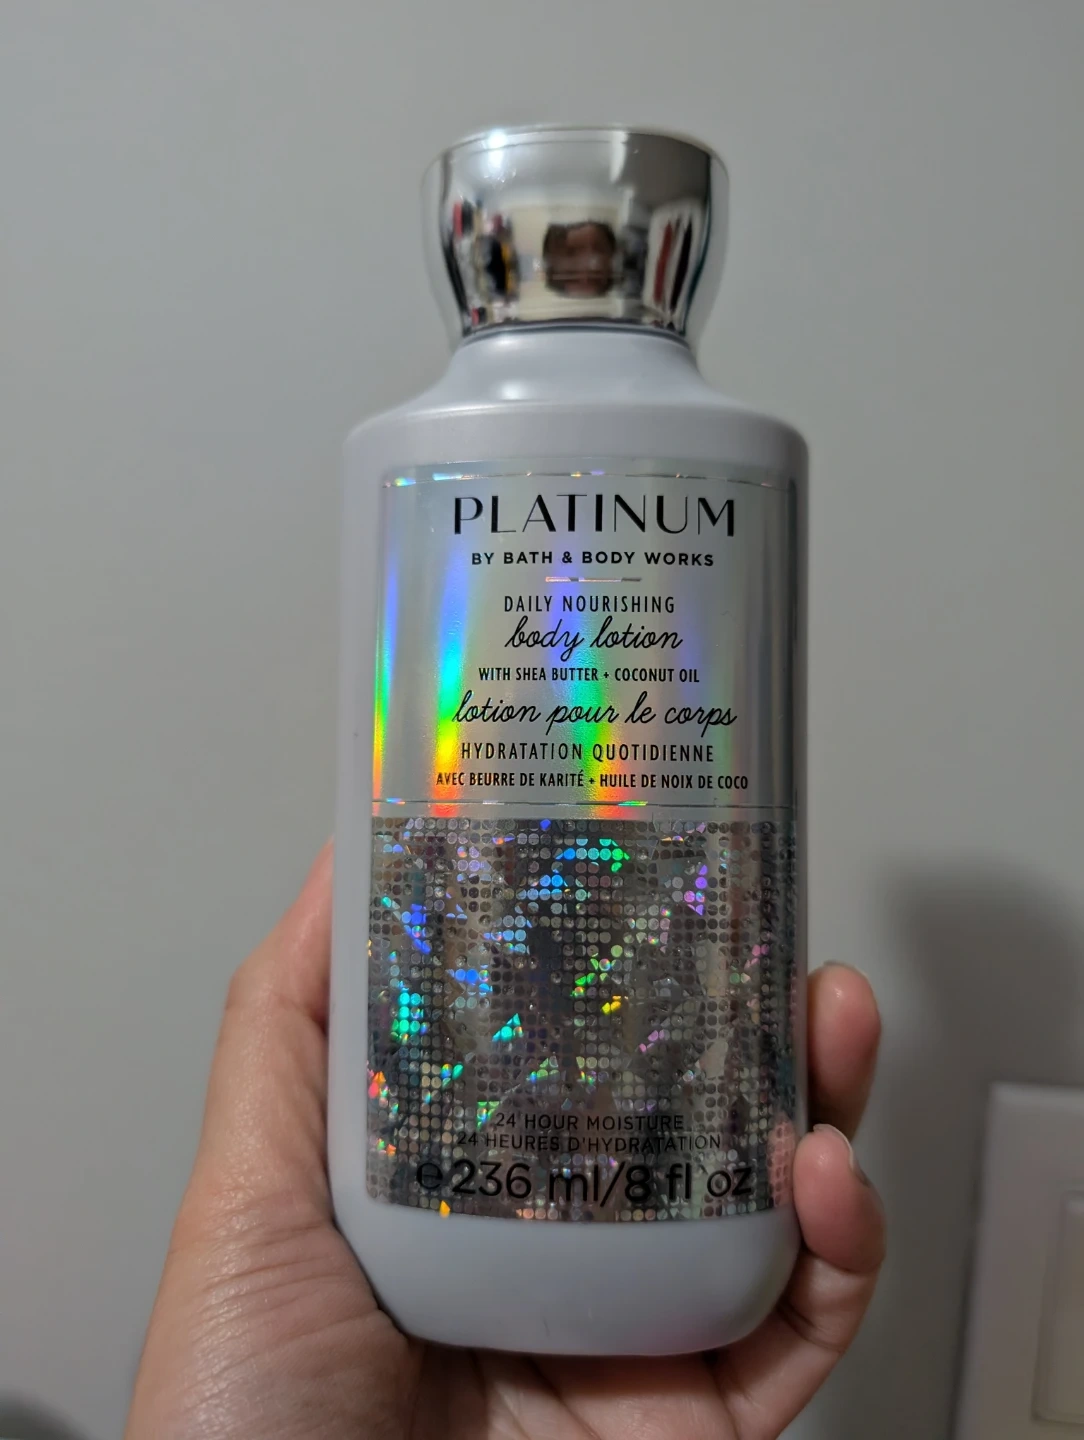 PLATINUM
BY BATH & BODY WORKS
DAILY NOURISHING
body lotion
WITH SHEA BUTTER + COCONUT OIL
lotion pour le corps
HYDRATATION QUOTIDIENNE
AVEC BEURRE DE KARITÉ + HUILE DE NOIX DE COCO
24 HOUR MOISTURE
24 HEURES D'HYDRATATION
℮236 ml/8 fl oz